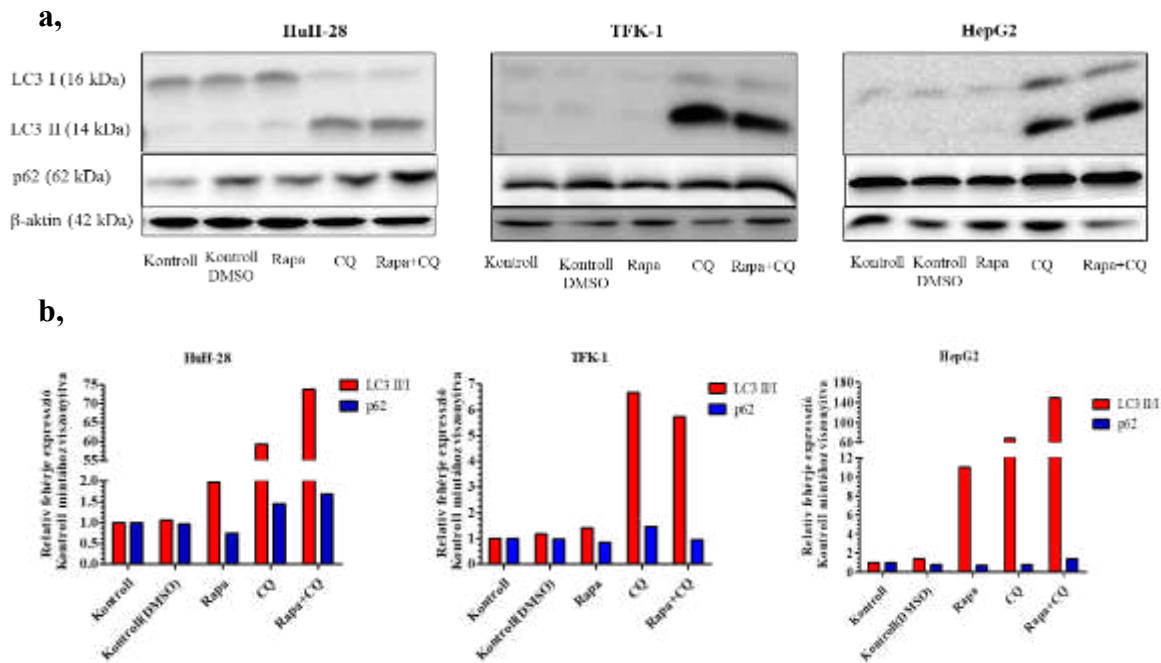 a,
HuH-28
TFK-1
HepG2
LC3 I (16 kDa)
LC3 II (14 kDa)
p62 (62 kDa)
β-aktin (42 kDa)
Kontroll
Kontroll
DMSO
Rapa
CQ
Rapa+CQ
Kontroll
Kontroll
DMSO
Rapa
CQ
Rapa+CQ
Kontroll
Kontroll
DMSO
Rapa
CQ
Rapa+CQ
b,
HuH-28
Relatív fehérje expresszió
Kontroll mintához viszonyítva
75
70
65
60
55
2.0
1.5
1.0
0.5
0.0
LC3 II/I
p62
Kontroll
Kontroll(DMSO)
Rapa
CQ
Rapa+CQ
TFK-1
Relatív fehérje expresszió
Kontroll mintához viszonyítva
7
6
5
4
3
2
1
0
LC3 II/I
p62
Kontroll
Kontroll(DMSO)
Rapa
CQ
Rapa+CQ
HepG2
Relatív fehérje expresszió
Kontroll mintához viszonyítva
180
140
100
60
12
10
8
6
4
2
0
LC3 II/I
p62
Kontroll
Kontroll(DMSO)
Rapa
CQ
Rapa+CQ